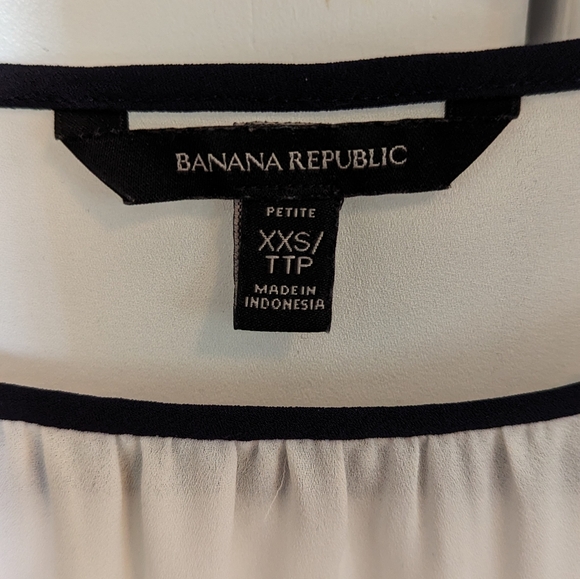 BANANA REPUBLIC
PETITE
XXS/
TTP
MADE IN
INDONESIA